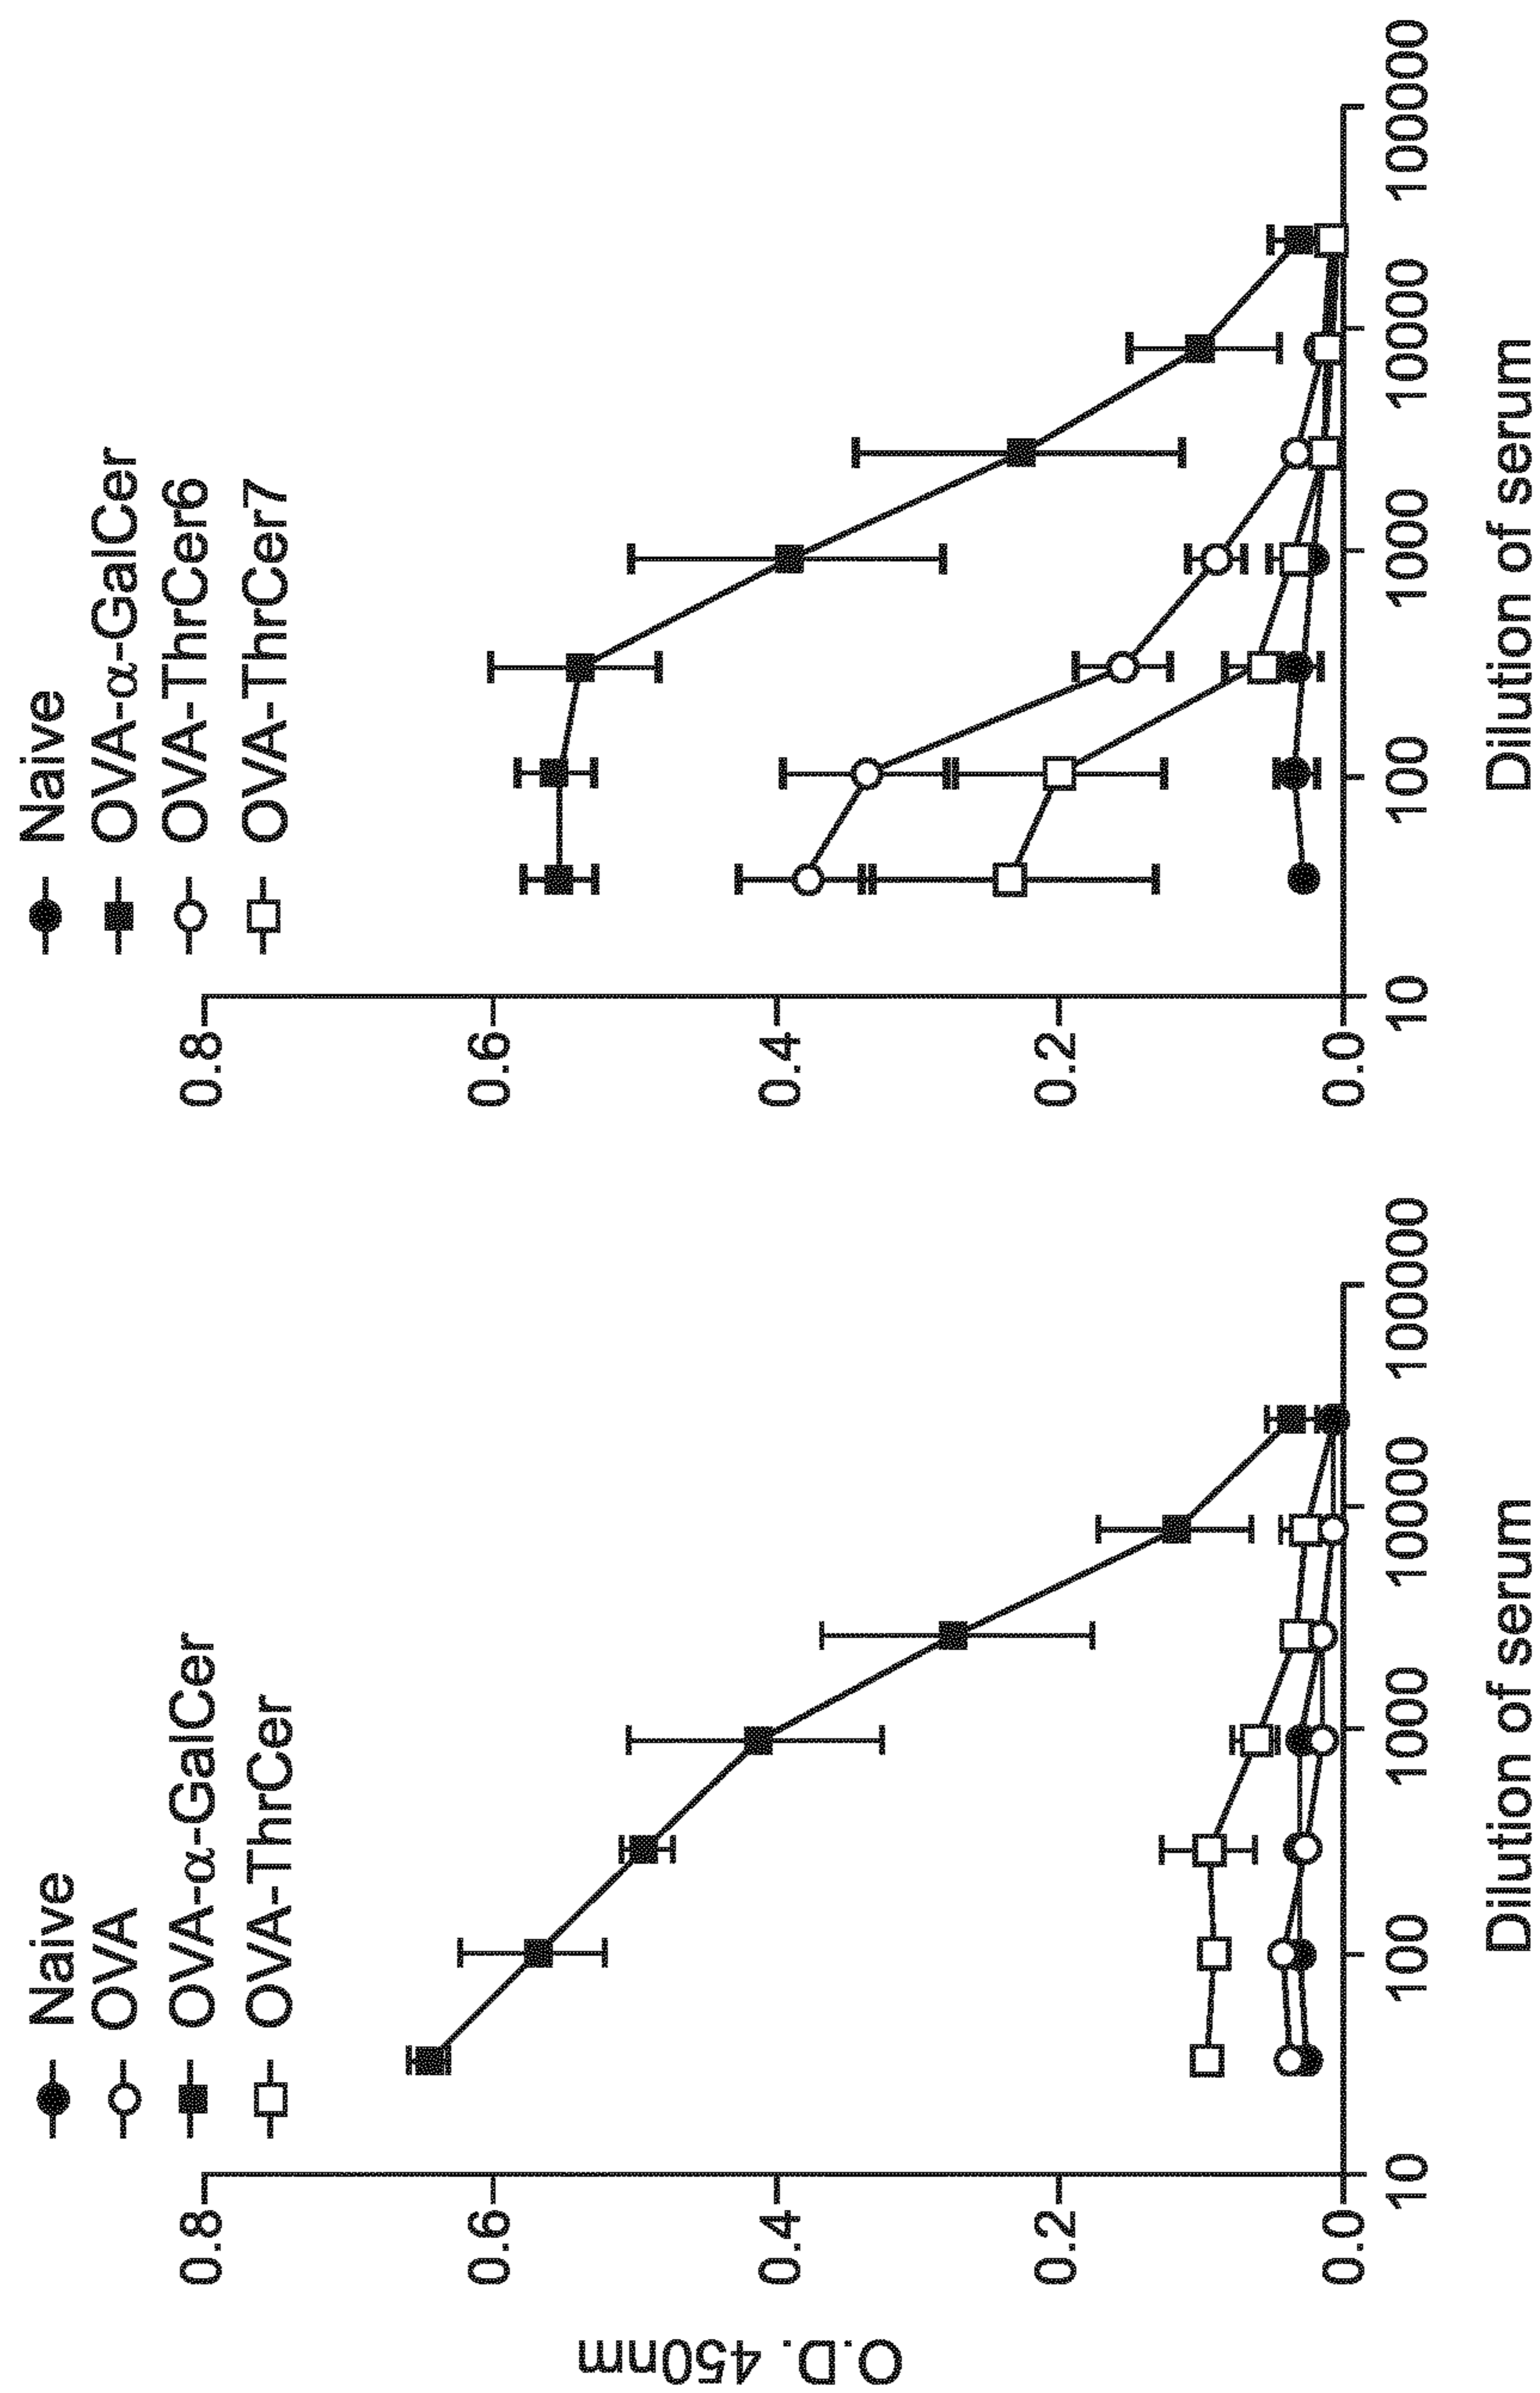 Naive
OVA
OVA-α-GalCer
OVA-ThrCer
O.D. 450nm
0.8
0.6
0.4
0.2
0.0
10
100
1000
10000
100000
Dilution of serum
Naive
OVA-α-GalCer
OVA-ThrCer6
OVA-ThrCer7
0.8
0.6
0.4
0.2
0.0
10
100
1000
10000
100000
Dilution of serum